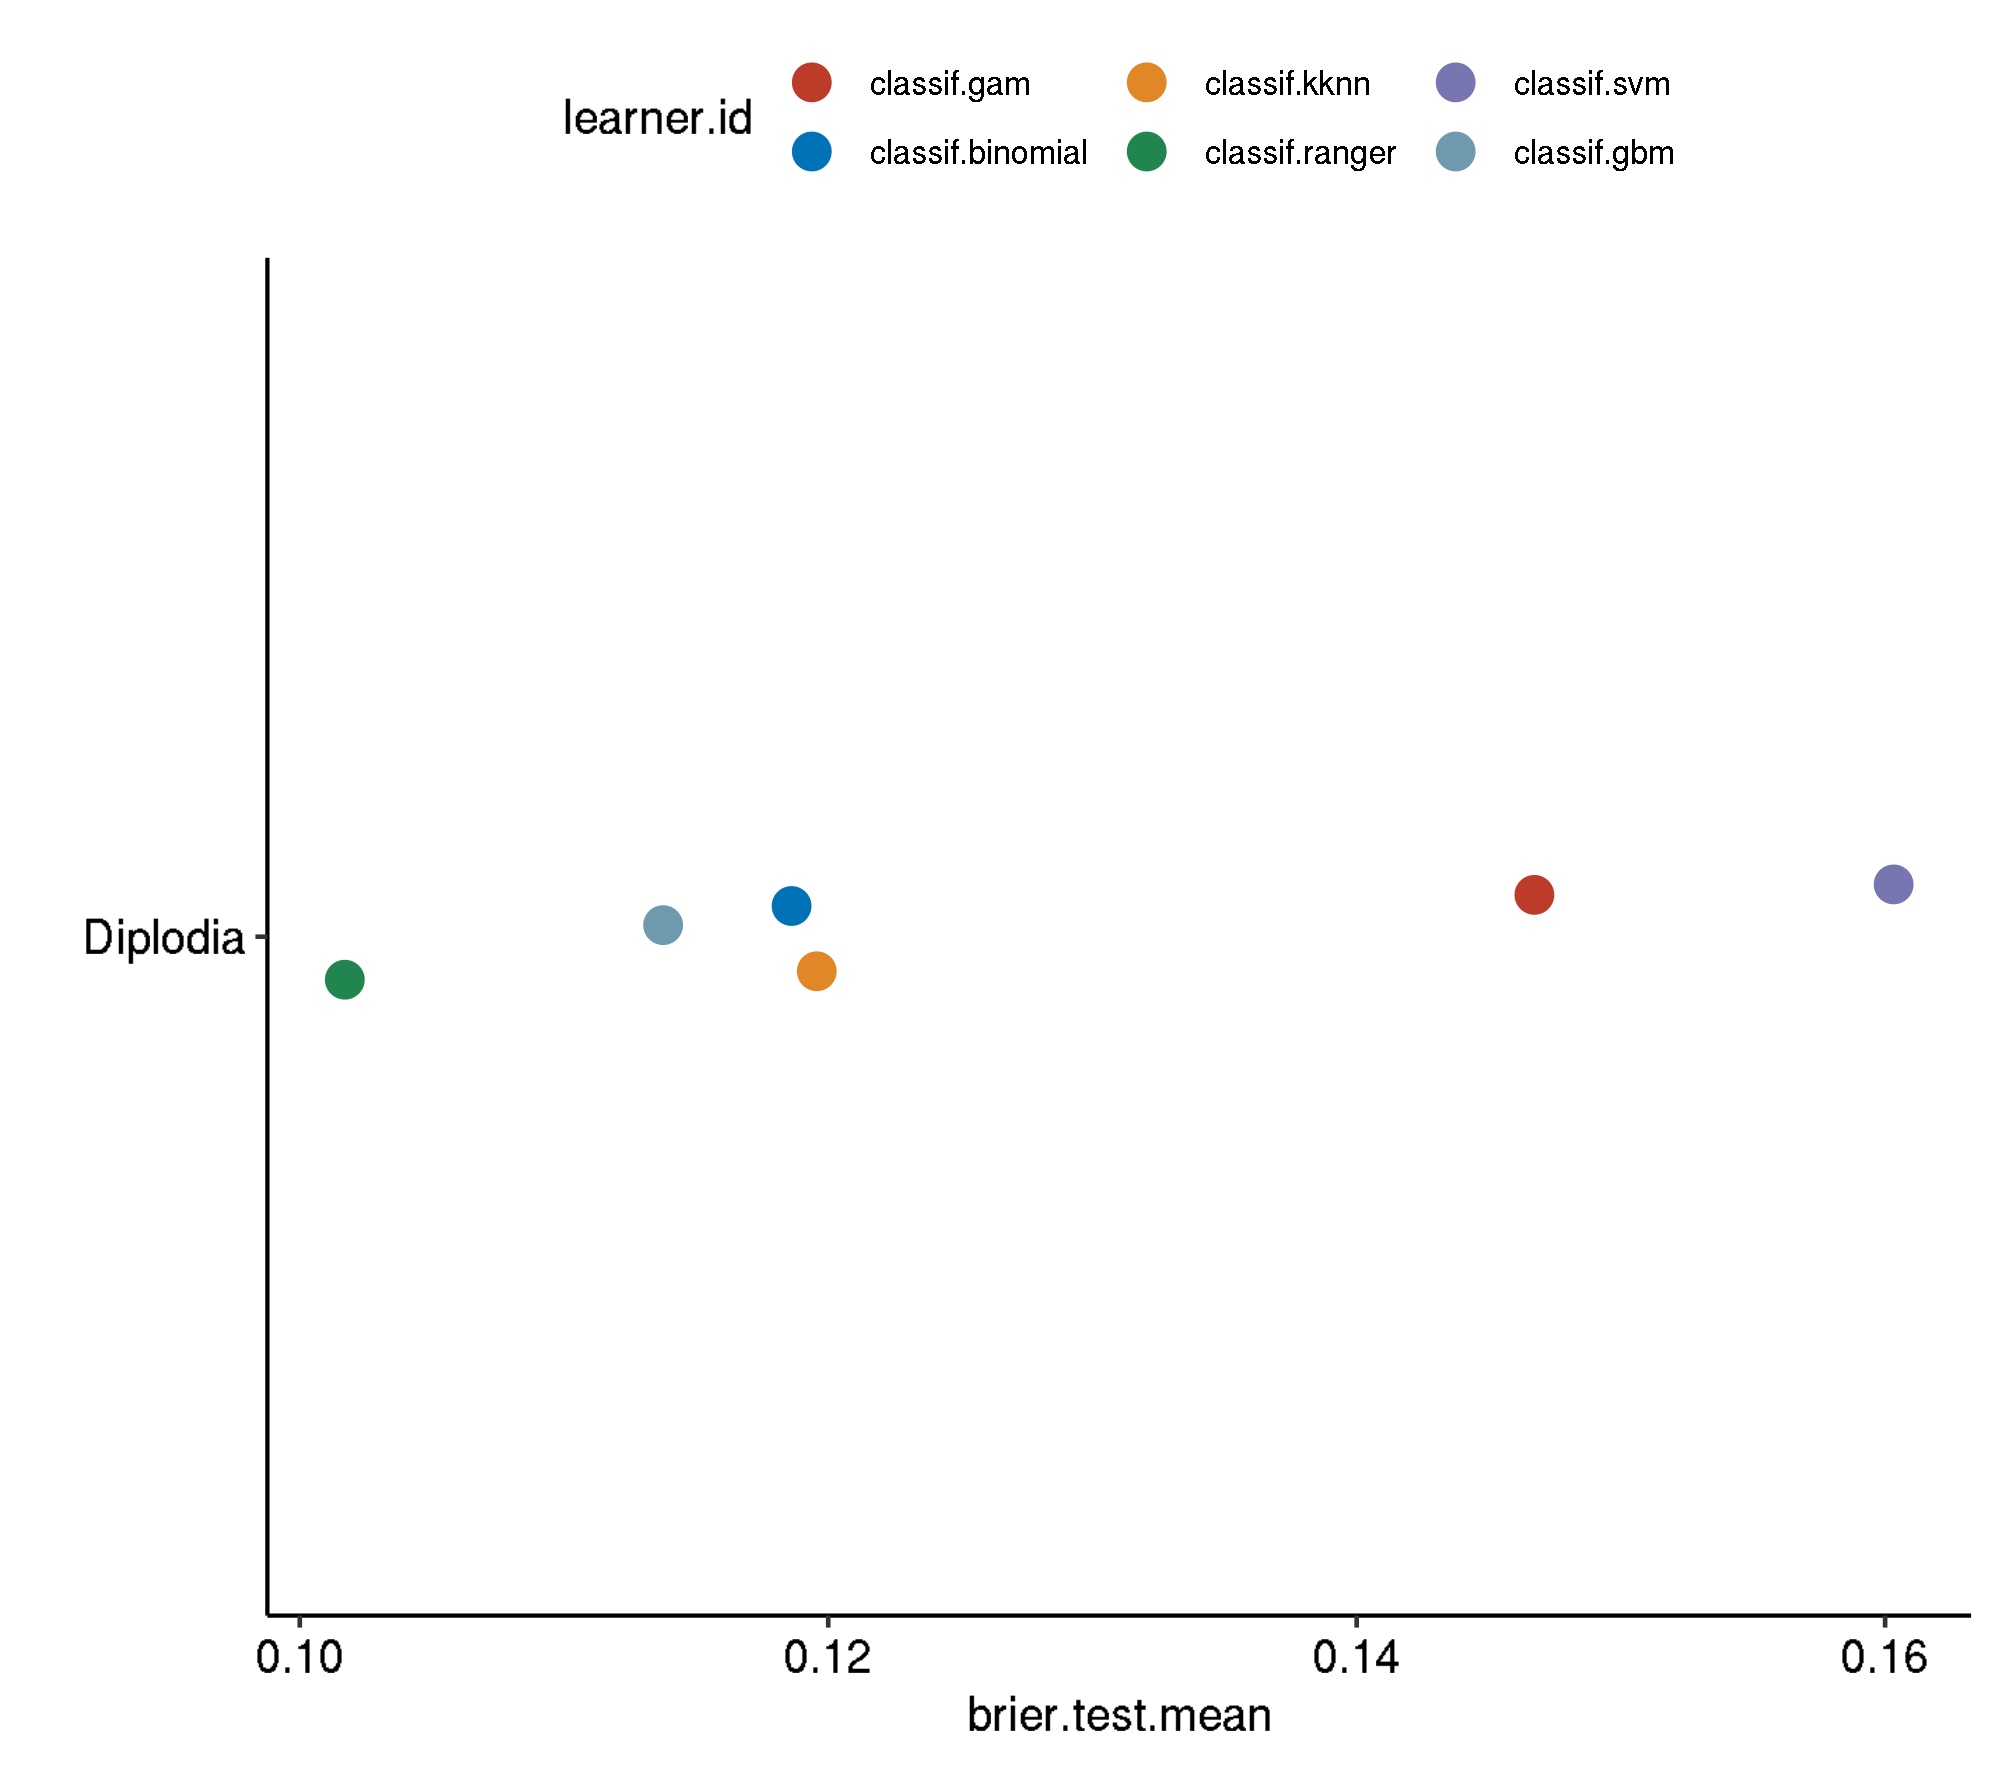 learner.id
classif.gam classif.kknn classif.svm
classif.binomial classif.ranger classif.gbm
Diplodia
0.10 0.12 0.14 0.16
brier.test.mean